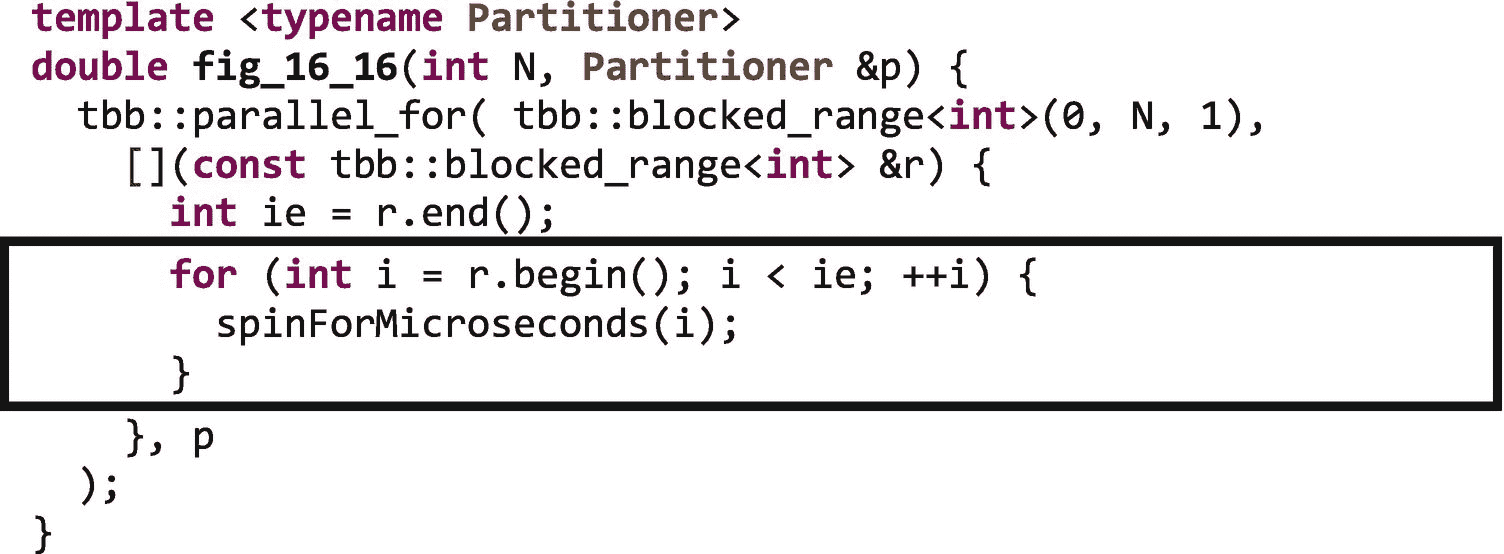 template <typename Partitioner>
double fig_16_16(int N, Partitioner &p) {
  tbb::parallel_for( tbb::blocked_range<int>(0, N, 1),
    [](const tbb::blocked_range<int> &r) {
      int ie = r.end();
      for (int i = r.begin(); i < ie; ++i) {
        spinForMicroseconds(i);
      }
    }, p
  );
}